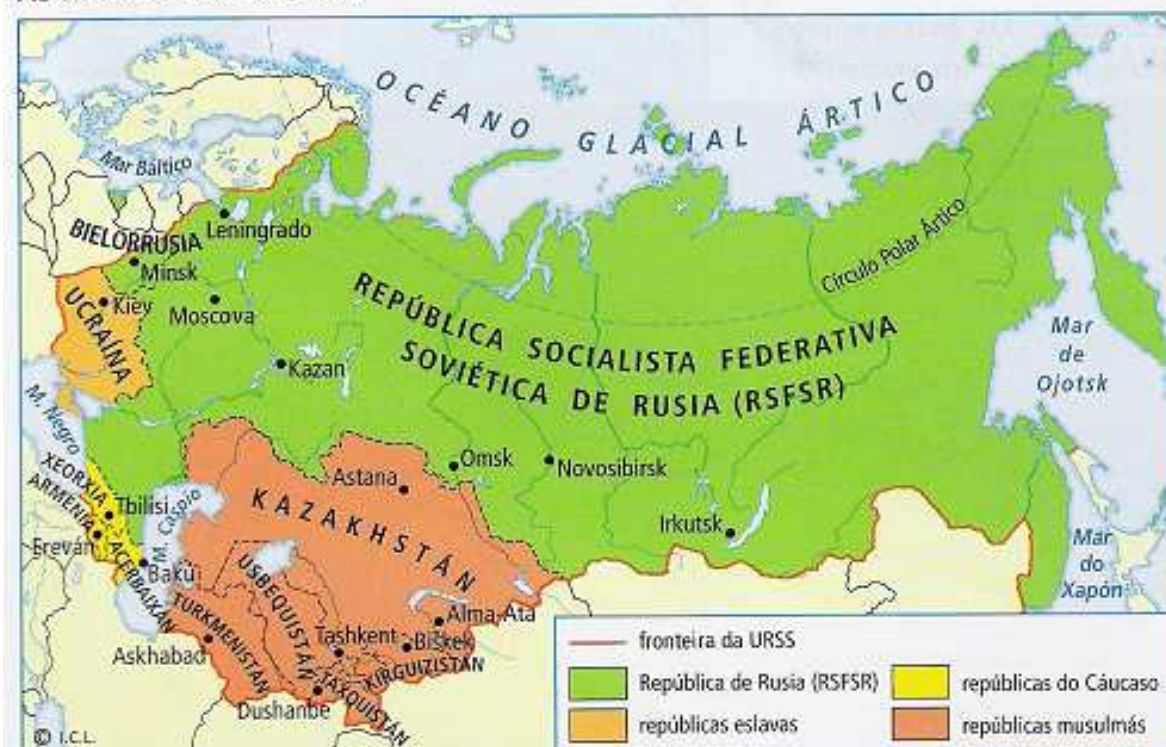 OCÉANO GLACIAL ÁRTICO
Mar Báltico
Leningrado
BIELORRUSIA
Minsk
Círculo Polar Ártico
UCRAÍNA
Kiev
Moscova
REPÚBLICA SOCIALISTA FEDERATIVA
SOVIÉTICA DE RUSIA (RSFSR)
Mar
de
Ojotsk
Kazan
M. Negro
Omsk
Novosibirsk
Astana
XEORXIA
Tbilisi
M. Caspio
KAZAKHSTÁN
Irkutsk
ARMENIA
Ereván
ACERBAIXÁN
Bakú
Mar
do
Xapón
USBEQUISTÁN
Alma-Ata
TURKMENISTÁN
Tashkent
Biskek
KIRGUIZISTÁN
Askhabad
TAXIQUISTÁN
Dushanbe
fronteira da URSS
República de Rusia (RSFSR)
repúblicas do Cáucaso
repúblicas eslavas
repúblicas musulmás
© I.C.L.